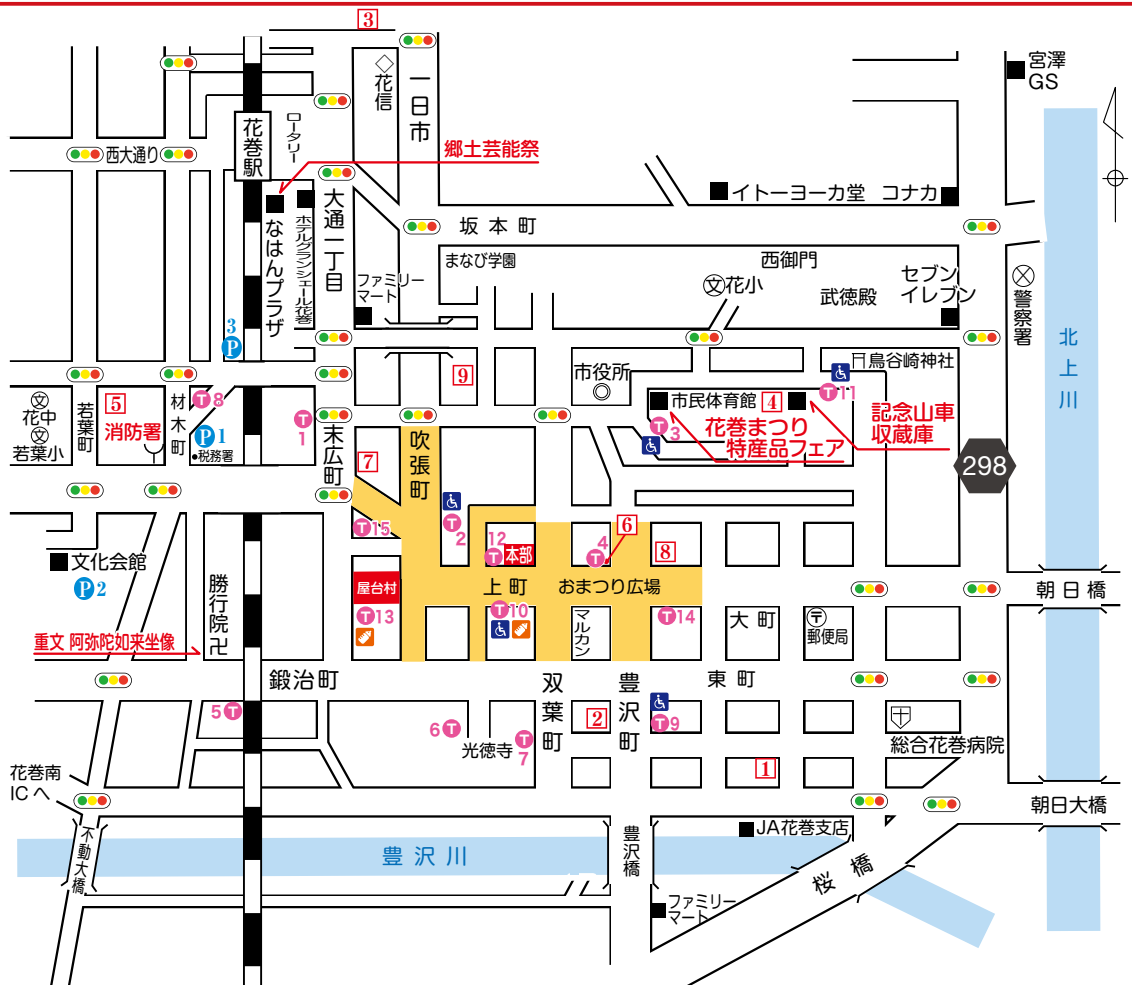 3
◇花信
一日市
宮澤
GS
花巻駅
ロータリー
西大通り
郷土芸能祭
大通一丁目
なはんプラザ
ホテルグランシェール花巻
イトーヨーカ堂
コナカ
坂本町
まなび学園
西御門
文花小
武徳殿
セブン
イレブン
警察署
北上川
ファミリー
マート
3
P
9
市役所
市民体育館
4
鳥谷崎神社
T11
T3
花巻まつり
特産品フェア
記念山車
収蔵庫
文
花中
文
若葉小
若葉町
5
消防署
材木町
T8
P1
●税務署
T
1
末広町
7
吹張町
298
T15
T
2
12
T
本部
4
T
6
8
文化会館
P2
勝行院
卍
重文 阿弥陀如来坐像
屋台村
T13
上町
おまつり広場
T10
マルカン
T14
大町
〒
郵便局
朝日橋
鍛治町
双葉町
豊沢町
東町
5T
6T
光徳寺
T
7
2
T9
総合花巻病院
1
花巻南
ICへ
不動大橋
豊沢川
豊沢橋
JA花巻支店
朝日大橋
桜橋
ファミリー
マート